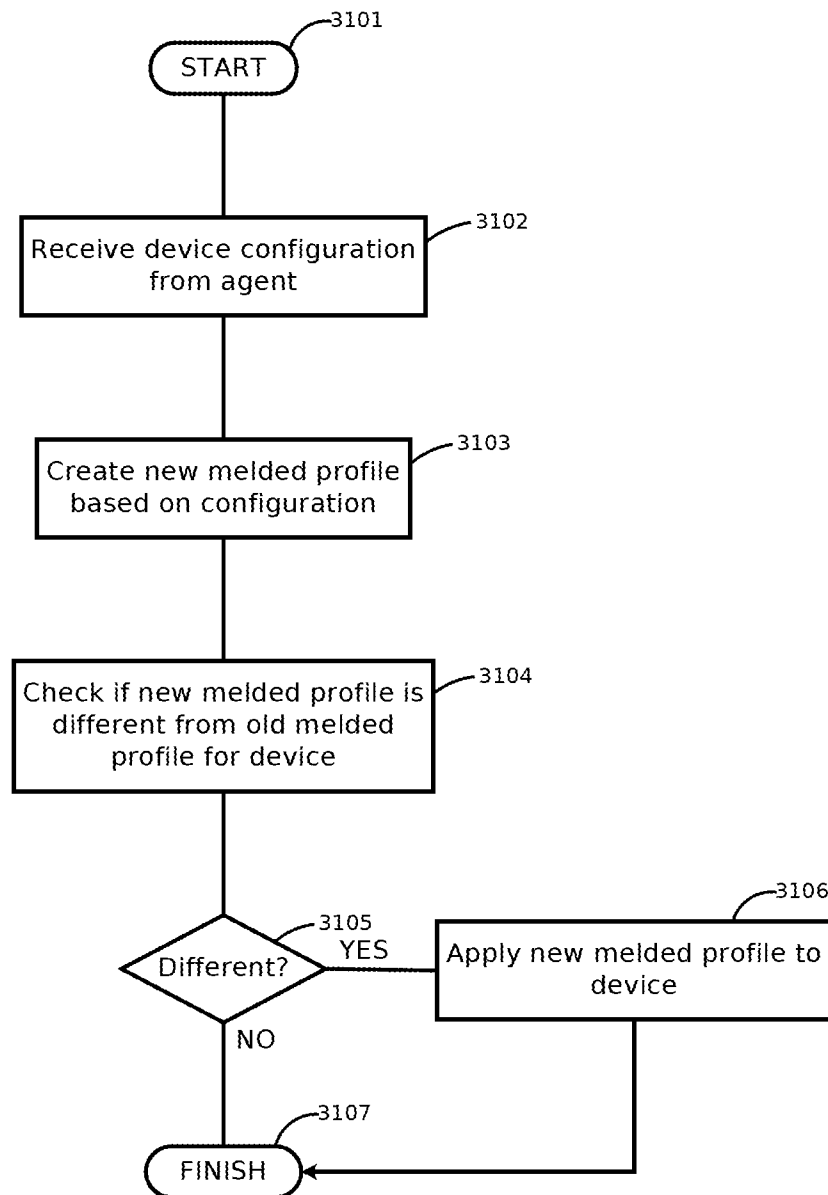 3101
START
3102
Receive device configuration
from agent
3103
Create new melded profile
based on configuration
3104
Check if new melded profile is
different from old melded
profile for device
3105
Different?
YES
NO
3106
Apply new melded profile to
device
3107
FINISH